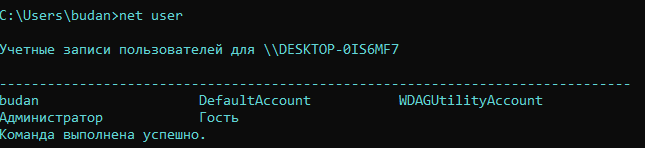 C:\Users\budan>net user
Учетные записи пользователей для \\DESKTOP-0IS6MF7
-------------------------------------------------------------------------------
budan                    DefaultAccount           WDAGUtilityAccount
Администратор            Гость
Команда выполнена успешно.